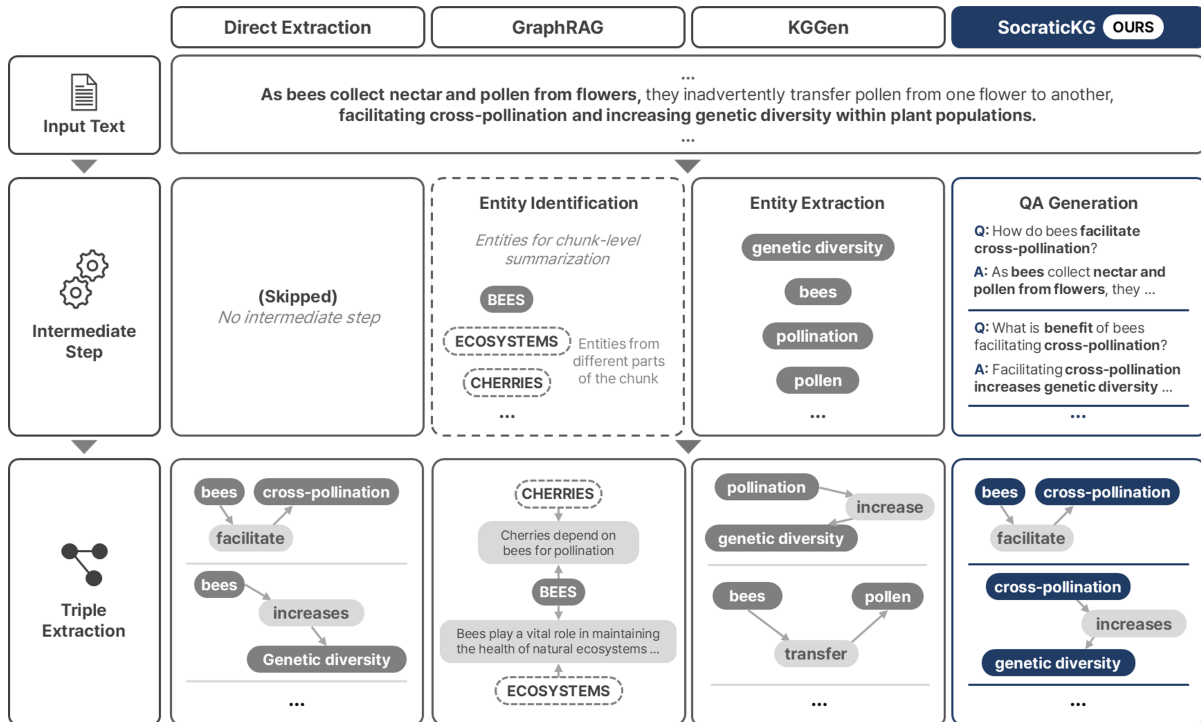 Direct Extraction
GraphRAG
KGGen
SocraticKG OURS
Input Text
...
As bees collect nectar and pollen from flowers, they inadvertently transfer pollen from one flower to another,
facilitating cross-pollination and increasing genetic diversity within plant populations.
...
Intermediate
Step
(Skipped)
No intermediate step
Entity Identification
Entities for chunk-level
summarization
BEES
ECOSYSTEMS
CHERRIES
Entities from
different parts
of the chunk
...
Entity Extraction
genetic diversity
bees
pollination
pollen
...
QA Generation
Q: How do bees facilitate
cross-pollination?
A: As bees collect nectar and
pollen from flowers, they ...
Q: What is benefit of bees
facilitating cross-pollination?
A: Facilitating cross-pollination
increases genetic diversity ...
...
Triple
Extraction
bees
cross-pollination
facilitate
bees
increases
Genetic diversity
...
CHERRIES
Cherries depend on
bees for pollination
BEES
Bees play a vital role in maintaining
the health of natural ecosystems ...
ECOSYSTEMS
pollination
increase
genetic diversity
bees
pollen
transfer
...
bees
cross-pollination
facilitate
cross-pollination
increases
genetic diversity
...